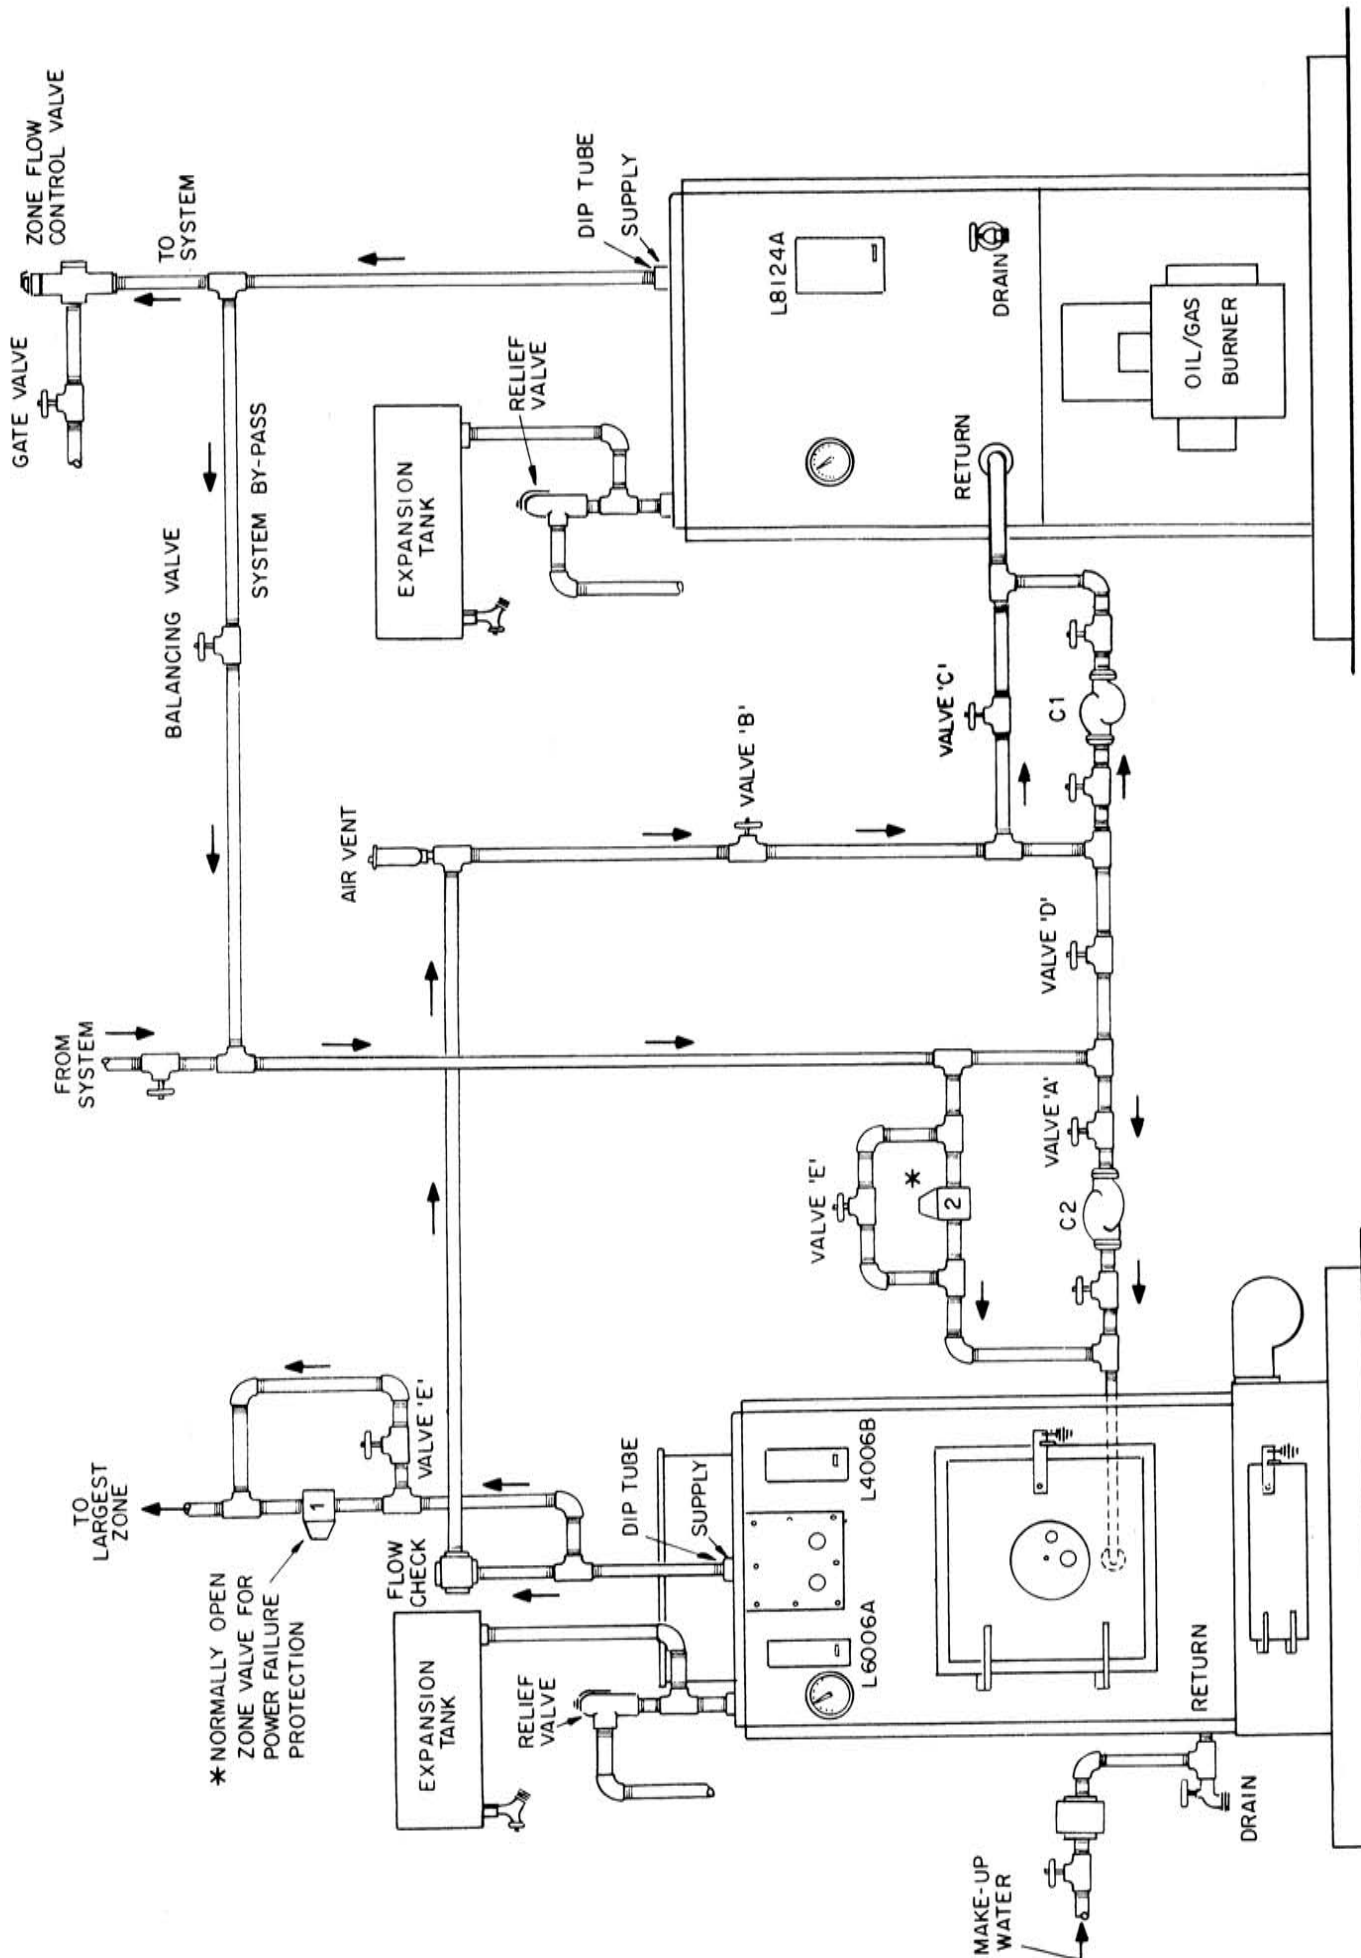 ZONE FLOW
CONTROL VALVE
GATE VALVE
TO
SYSTEM
BALANCING VALVE
SYSTEM BY-PASS
FROM
SYSTEM
AIR VENT
EXPANSION
TANK
RELIEF
VALVE
DIP TUBE
SUPPLY
L8124A
DRAIN
RETURN
OIL/GAS
BURNER
VALVE 'B'
VALVE 'C'
C1
VALVE 'D'
VALVE 'A'
C2
VALVE 'E'
*
2
TO
LARGEST
ZONE
1
VALVE 'E'
*NORMALLY OPEN
ZONE VALVE FOR
POWER FAILURE
PROTECTION
FLOW
CHECK
DIP TUBE
SUPPLY
EXPANSION
TANK
RELIEF
VALVE
L4006B
L6006A
RETURN
DRAIN
MAKE-UP
WATER